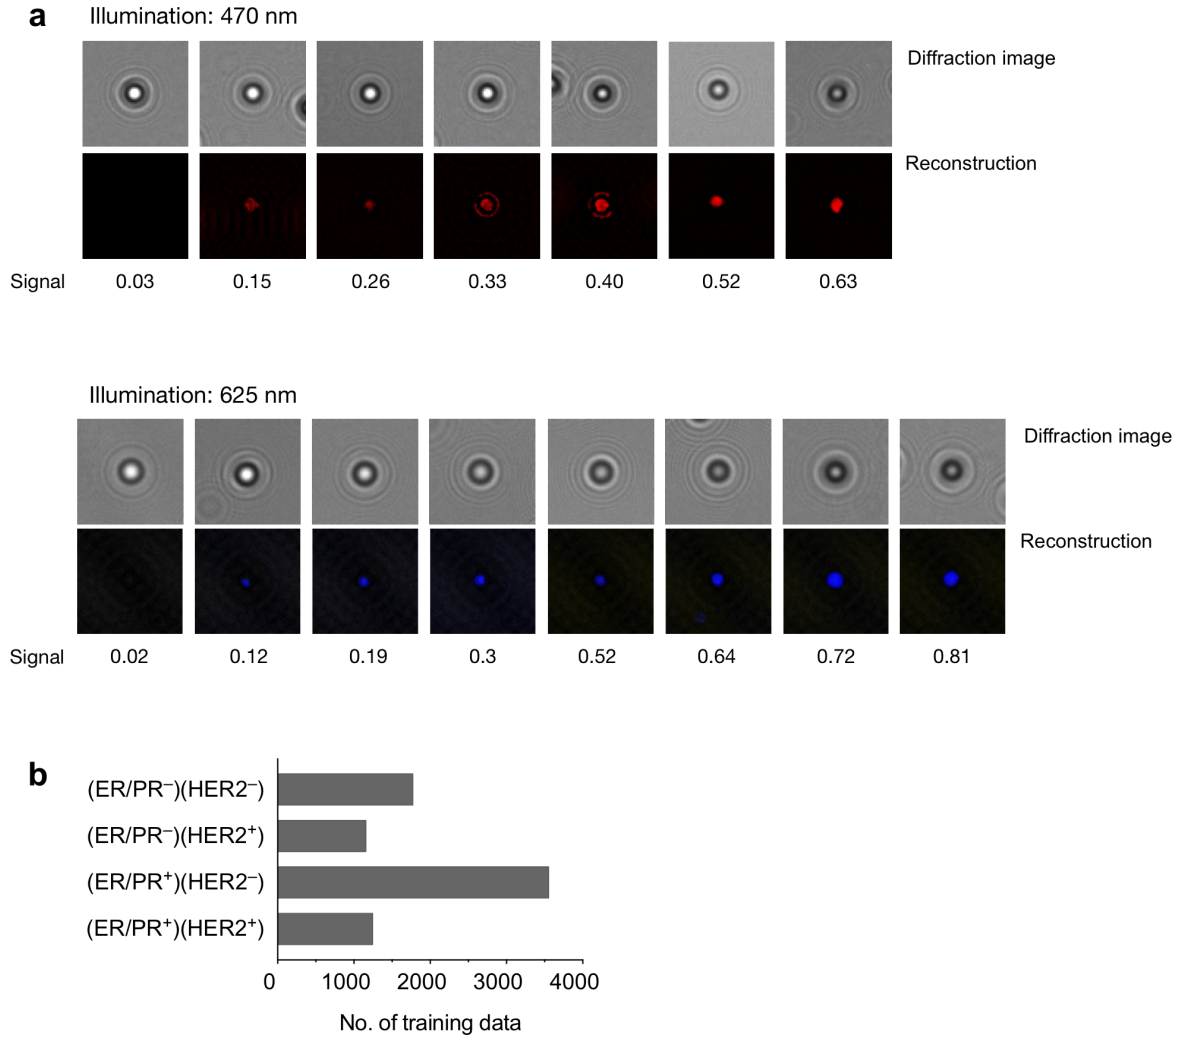 a
Illumination: 470 nm
Diffraction image
Reconstruction
Signal 0.03 0.15 0.26 0.33 0.40 0.52 0.63
Illumination: 625 nm
Diffraction image
Reconstruction
Signal 0.02 0.12 0.19 0.3 0.52 0.64 0.72 0.81
b
(ER/PR⁻)(HER2⁻)
(ER/PR⁻)(HER2⁺)
(ER/PR⁺)(HER2⁻)
(ER/PR⁺)(HER2⁺)
0 1000 2000 3000 4000
No. of training data